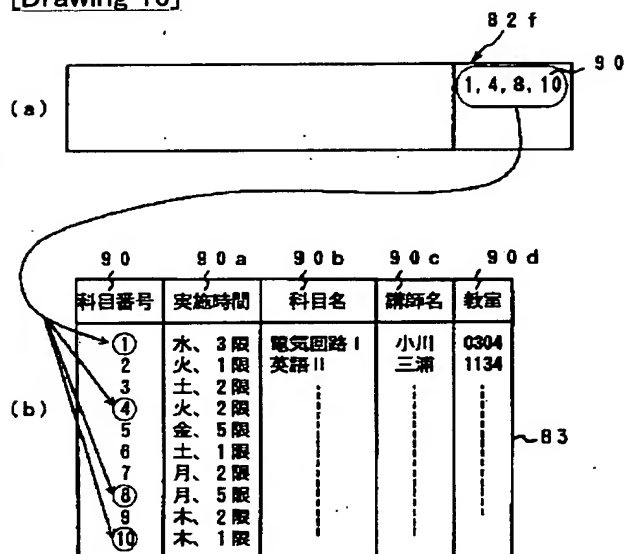 [Drawing 10]
82f
90
1, 4, 8, 10
(a)
90 90a 90b 90c 90d
科目番号 実施時間 科目名 講師名 教室
① 水、3限 電気回路Ⅰ 小川 0304
2 火、1限 英語Ⅱ 三浦 1134
3 土、2限
④ 火、2限
(b)
5 金、5限
83
6 土、1限
7 月、2限
⑧ 月、5限
9 木、2限
⑩ 木、1限